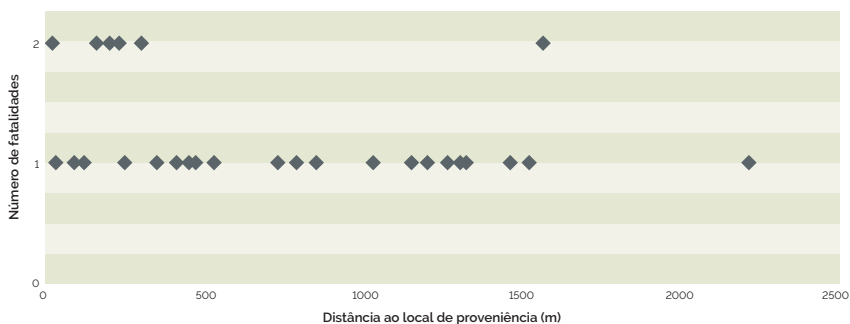 Número de fatalidades
2
1
0
0 500 1000 1500 2000 2500
Distância ao local de proveniência (m)